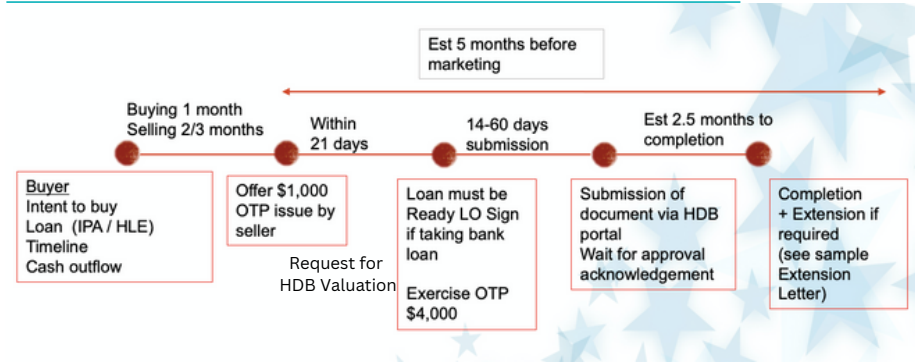 Est 5 months before
marketing
Buying 1 month
Selling 2/3 months
Within
21 days
14-60 days
submission
Est 2.5 months to
completion
Buyer
Intent to buy
Loan (IPA / HLE)
Timeline
Cash outflow
Offer $1,000
OTP issue by
seller
Request for
HDB Valuation
Loan must be
Ready LO Sign
if taking bank
loan
Exercise OTP
$4,000
Submission of
document via HDB
portal
Wait for approval
acknowledgement
Completion
+ Extension if
required
(see sample
Extension
Letter)